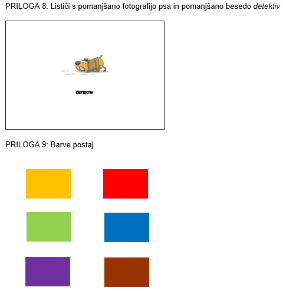 PRILOGA 8: Lističi s pomanjšano fotografijo psa in pomanjšano besedo detektiv
DETEKTIV
PRILOGA 9: Barve postaj